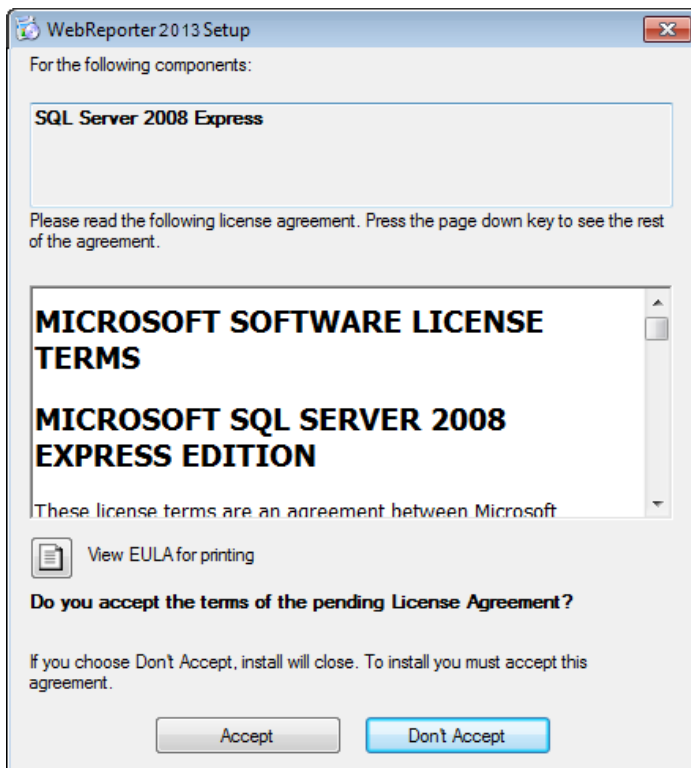 WebReporter 2013 Setup
For the following components:
SQL Server 2008 Express
Please read the following license agreement. Press the page down key to see the rest
of the agreement.
MICROSOFT SOFTWARE LICENSE
TERMS
MICROSOFT SQL SERVER 2008
EXPRESS EDITION
These license terms are an agreement between Microsoft
View EULA for printing
Do you accept the terms of the pending License Agreement?
If you choose Don't Accept, install will close. To install you must accept this
agreement.
Accept
Don't Accept